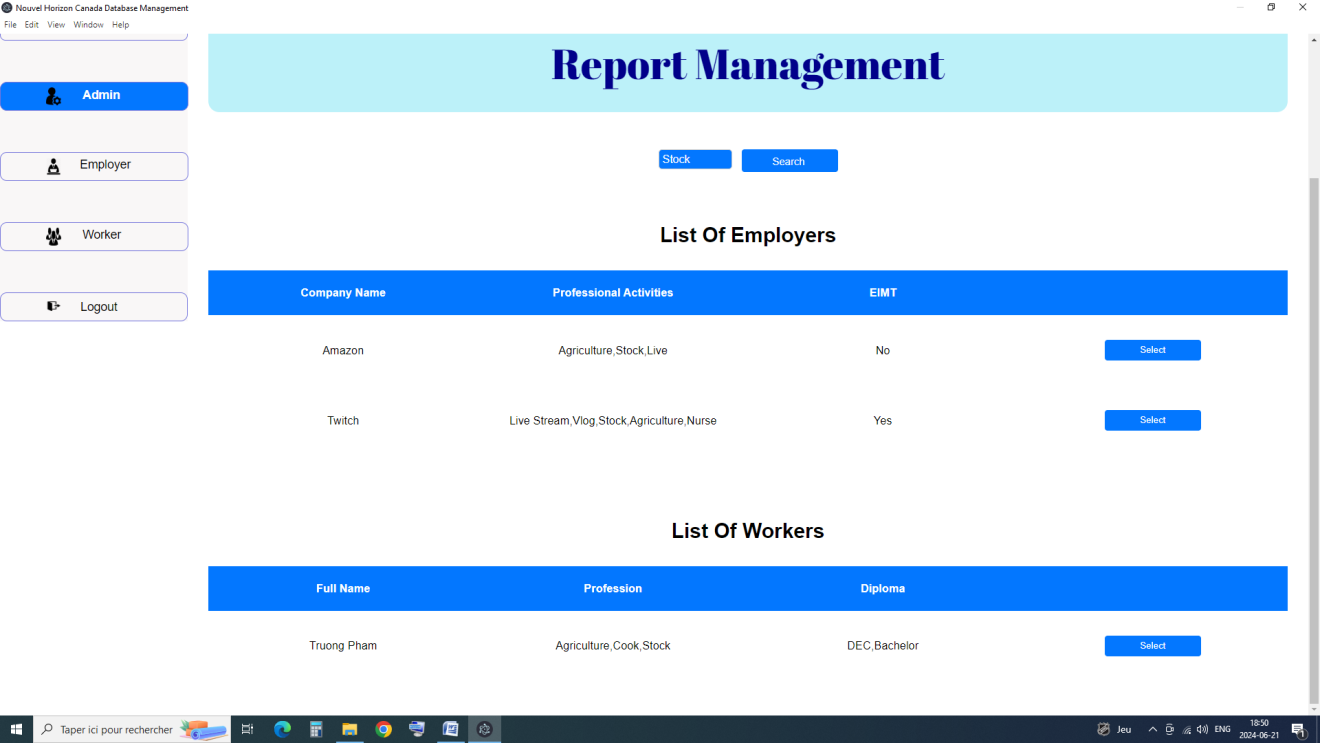 Nouvel Horizon Canada Database Management
File Edit View Window Help
Report Management
Admin
Employer
Worker
Logout
Stock Search
List Of Employers
Company Name Professional Activities EIMT
Amazon Agriculture,Stock,Live No Select
Twitch Live Stream,Vlog,Stock,Agriculture,Nurse Yes Select
List Of Workers
Full Name Profession Diploma
Truong Pham Agriculture,Cook,Stock DEC,Bachelor Select
Taper ici pour rechercher Jeu ENG 18:50
2024-06-21 1